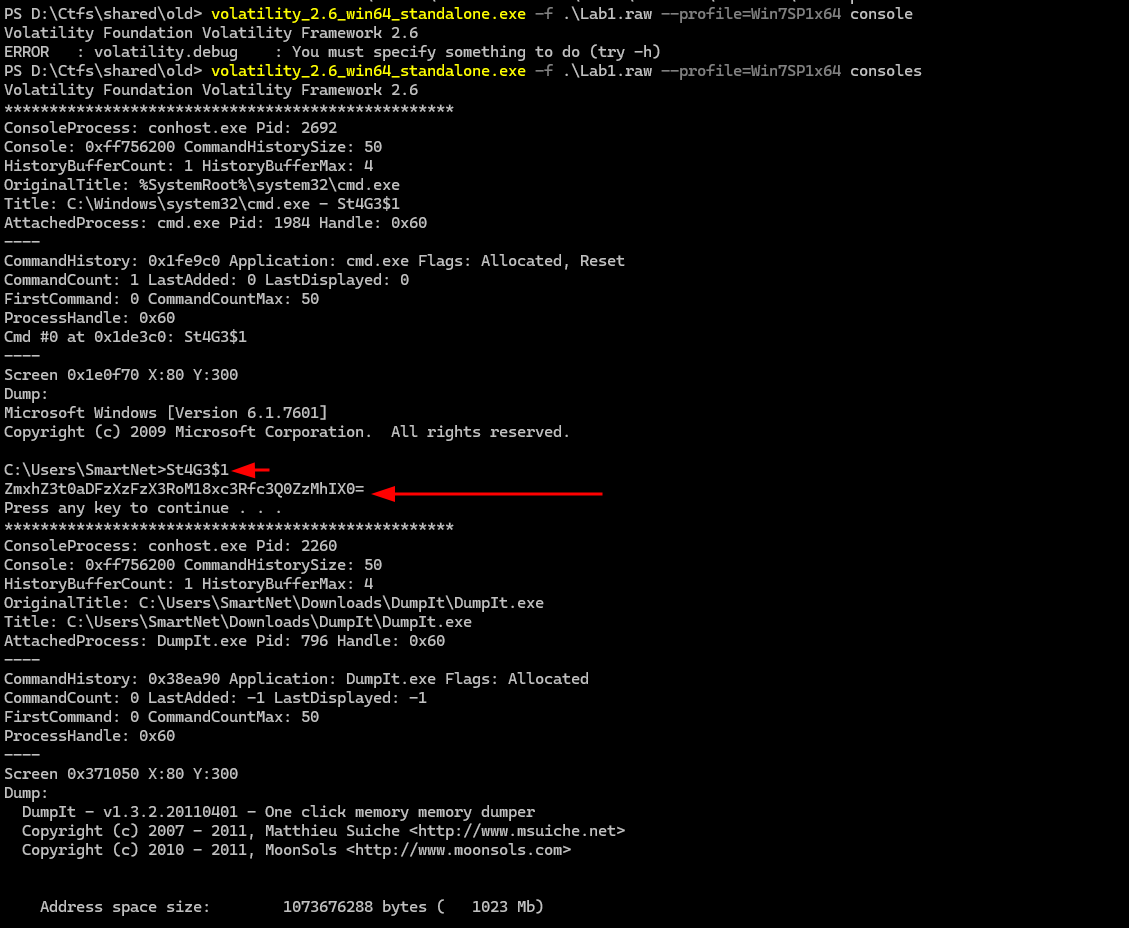 PS D:\Ctfs\shared\old> volatility_2.6_win64_standalone.exe -f .\Lab1.raw --profile=Win7SP1x64 console
Volatility Foundation Volatility Framework 2.6
ERROR   : volatility.debug    : You must specify something to do (try -h)
PS D:\Ctfs\shared\old> volatility_2.6_win64_standalone.exe -f .\Lab1.raw --profile=Win7SP1x64 consoles
Volatility Foundation Volatility Framework 2.6
**************************************************
ConsoleProcess: conhost.exe Pid: 2692
Console: 0xff756200 CommandHistorySize: 50
HistoryBufferCount: 1 HistoryBufferMax: 4
OriginalTitle: %SystemRoot%\system32\cmd.exe
Title: C:\Windows\system32\cmd.exe - St4G3$1
AttachedProcess: cmd.exe Pid: 1984 Handle: 0x60
----
CommandHistory: 0x1fe9c0 Application: cmd.exe Flags: Allocated, Reset
CommandCount: 1 LastAdded: 0 LastDisplayed: 0
FirstCommand: 0 CommandCountMax: 50
ProcessHandle: 0x60
Cmd #0 at 0x1de3c0: St4G3$1
----
Screen 0x1e0f70 X:80 Y:300
Dump:
Microsoft Windows [Version 6.1.7601]
Copyright (c) 2009 Microsoft Corporation.  All rights reserved.
C:\Users\SmartNet>St4G3$1
ZmxhZ3t0aDFzXzFzX3RoM18xc3Rfc3Q0ZzMhIX0=
Press any key to continue . . .
**************************************************
ConsoleProcess: conhost.exe Pid: 2260
Console: 0xff756200 CommandHistorySize: 50
HistoryBufferCount: 1 HistoryBufferMax: 4
OriginalTitle: C:\Users\SmartNet\Downloads\DumpIt\DumpIt.exe
Title: C:\Users\SmartNet\Downloads\DumpIt\DumpIt.exe
AttachedProcess: DumpIt.exe Pid: 796 Handle: 0x60
----
CommandHistory: 0x38ea90 Application: DumpIt.exe Flags: Allocated
CommandCount: 0 LastAdded: -1 LastDisplayed: -1
FirstCommand: 0 CommandCountMax: 50
ProcessHandle: 0x60
----
Screen 0x371050 X:80 Y:300
Dump:
  DumpIt - v1.3.2.20110401 - One click memory memory dumper
  Copyright (c) 2007 - 2011, Matthieu Suiche <http://www.msuiche.net>
  Copyright (c) 2010 - 2011, MoonSols <http://www.moonsols.com>
    Address space size:        1073676288 bytes (   1023 Mb)